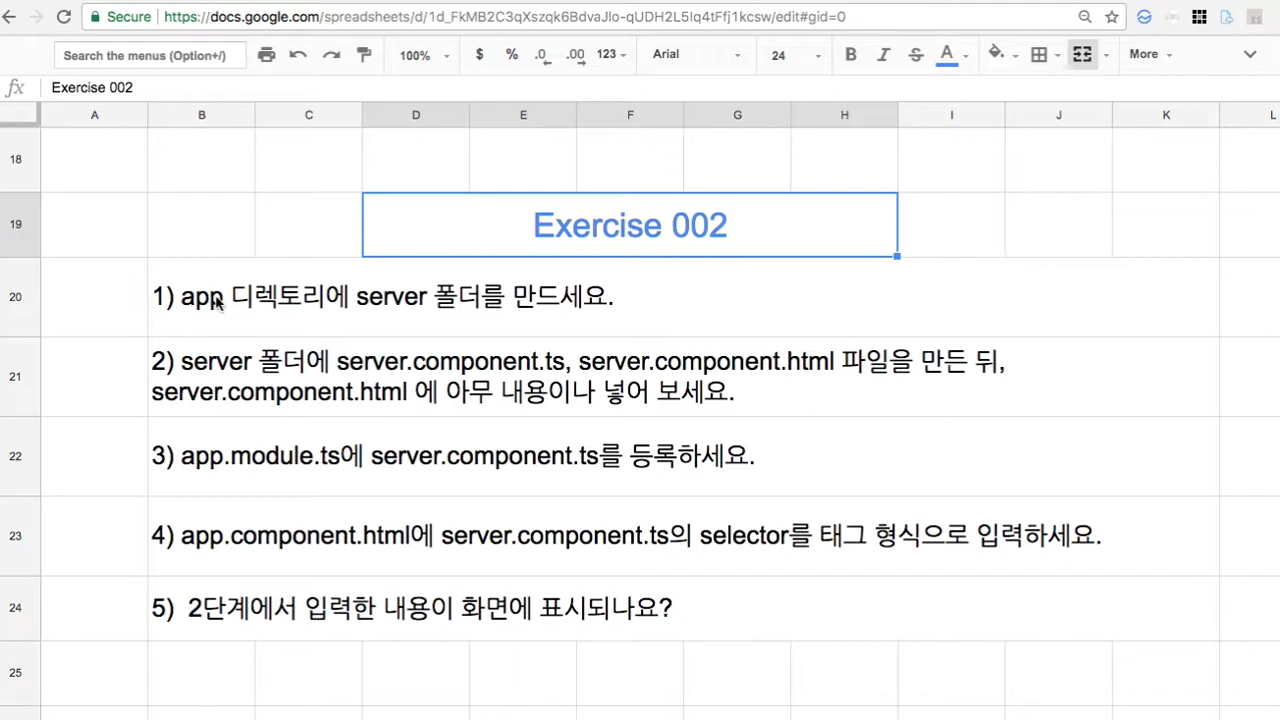 Secure
https://docs.google.com/spreadsheets/d/1d_FkMB2C3qXszqk6BdvaJlo-qUDH2L5Iq4tFfj1kcsw/edit#gid=0
Search the menus (Option+/)
100%
$
%
.0
.00
123
Arial
24
B
I
S
A
More
fx
Exercise 002
A B C D E F G H I J K L
18
19
Exercise 002
20
1) app 디렉토리에 server 폴더를 만드세요.
21
2) server 폴더에 server.component.ts, server.component.html 파일을 만든 뒤,
server.component.html 에 아무 내용이나 넣어 보세요.
22
3) app.module.ts에 server.component.ts를 등록하세요.
23
4) app.component.html에 server.component.ts의 selector를 태그 형식으로 입력하세요.
24
5) 2단계에서 입력한 내용이 화면에 표시되나요?
25